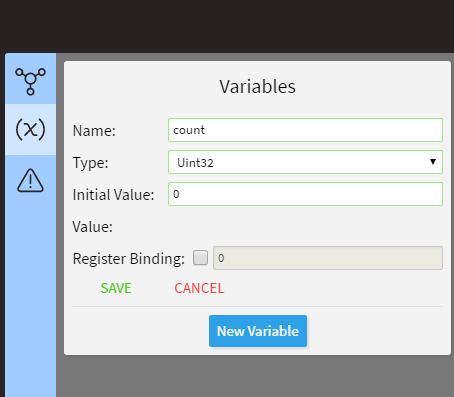 Variables
(x)
Name: count
Type: Uint32
Initial Value: 0
Value:
Register Binding: 0
SAVE CANCEL
New Variable